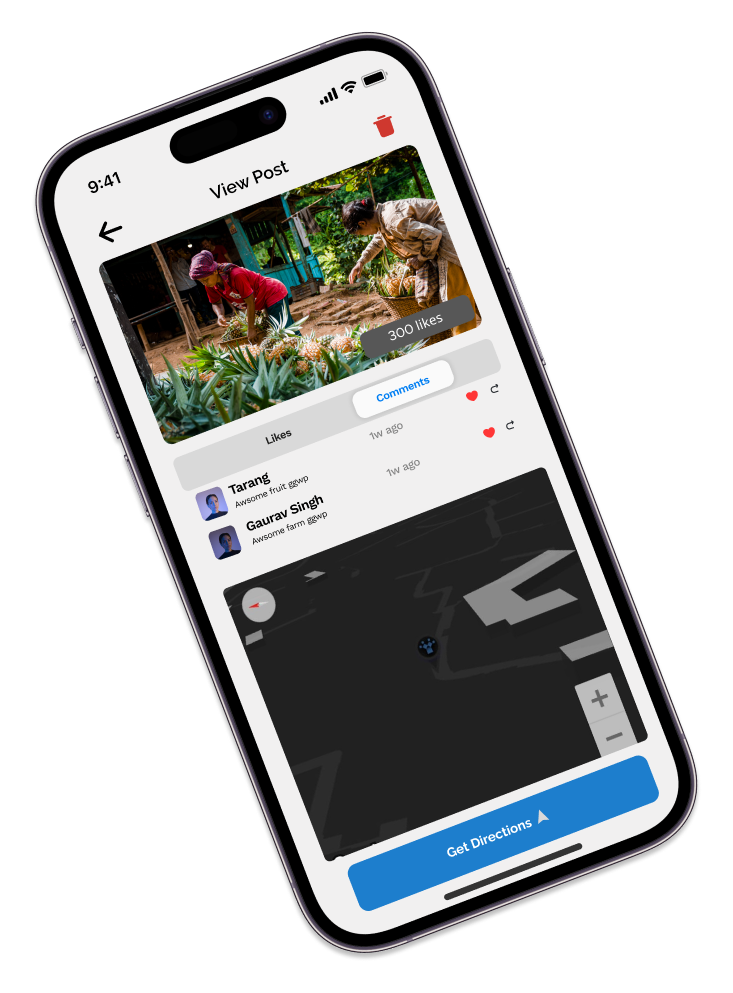 9:41
View Post
300 likes
Likes
Comments
Tarang
1w ago
Awsome fruit ggwp
Gaurav Singh
1w ago
Awsome farm ggwp
+
−
Get Directions